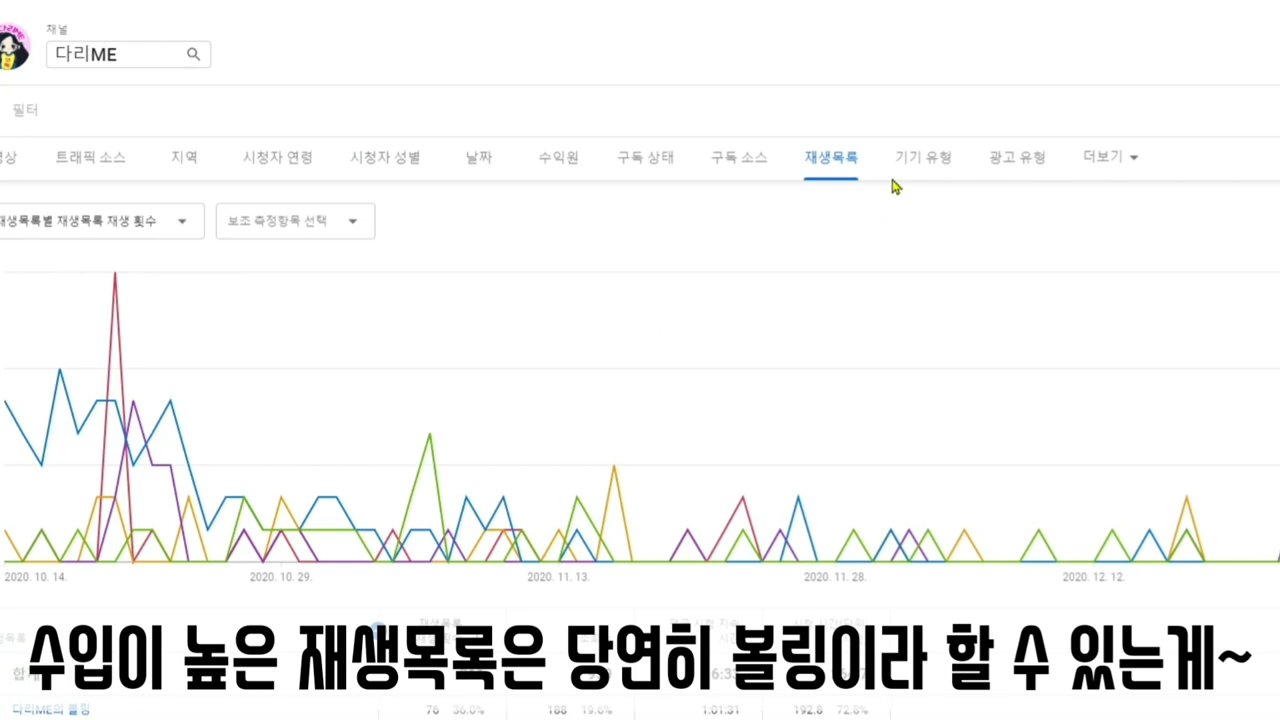 채널
다리ME
필터
트래픽 소스 지역 시청자 연령 시청자 성별 날짜 수익원 구독 상태 구독 소스 재생목록 기기 유형 광고 유형 더보기
재생목록별 재생목록 재생 횟수 보조 측정항목 선택
2020. 10. 14. 2020. 10. 29. 2020. 11. 13. 2020. 11. 28. 2020. 12. 12.
수입이 높은 재생목록은 당연히 볼링이라 할 수 있는게~
다리ME의 볼링 76 36.0% 188 19.6% 1:01:31 192.8 72.8%